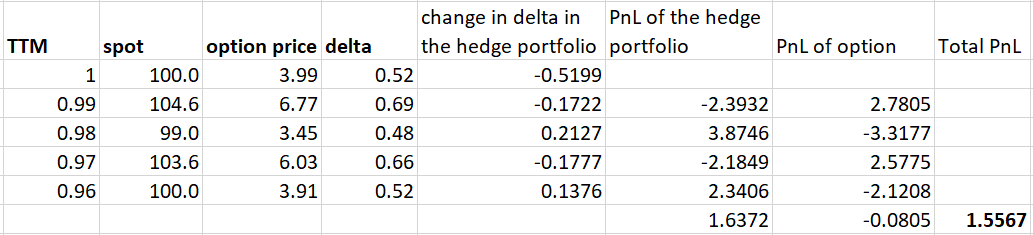 change in delta in PnL of the hedge
TTM spot option price delta the hedge portfolio portfolio PnL of option Total PnL
1 100.0 3.99 0.52 -0.5199
0.99 104.6 6.77 0.69 -0.1722 -2.3932 2.7805
0.98 99.0 3.45 0.48 0.2127 3.8746 -3.3177
0.97 103.6 6.03 0.66 -0.1777 -2.1849 2.5775
0.96 100.0 3.91 0.52 0.1376 2.3406 -2.1208
1.6372 -0.0805 1.5567